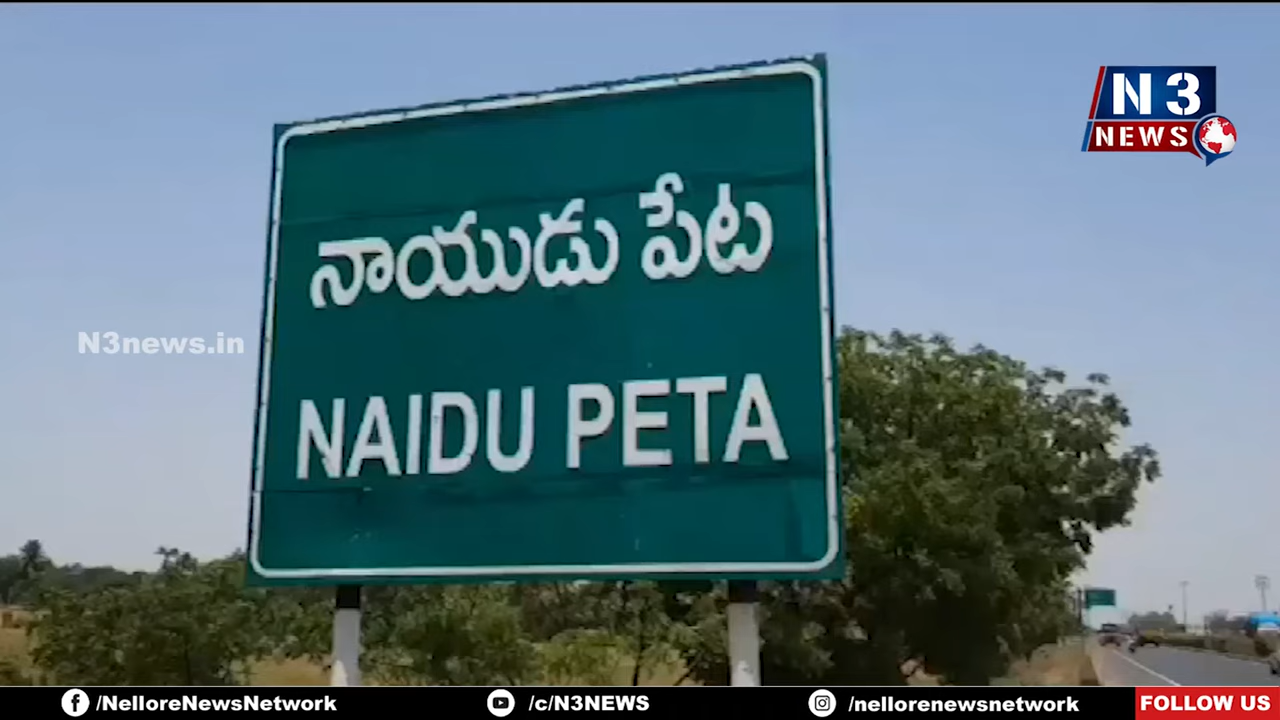 N3
NEWS
నాయుడు పేట
N3news.in
NAIDU PETA
/NelloreNewsNetwork
/c/N3NEWS
/nellorenewsnetwork
FOLLOW US